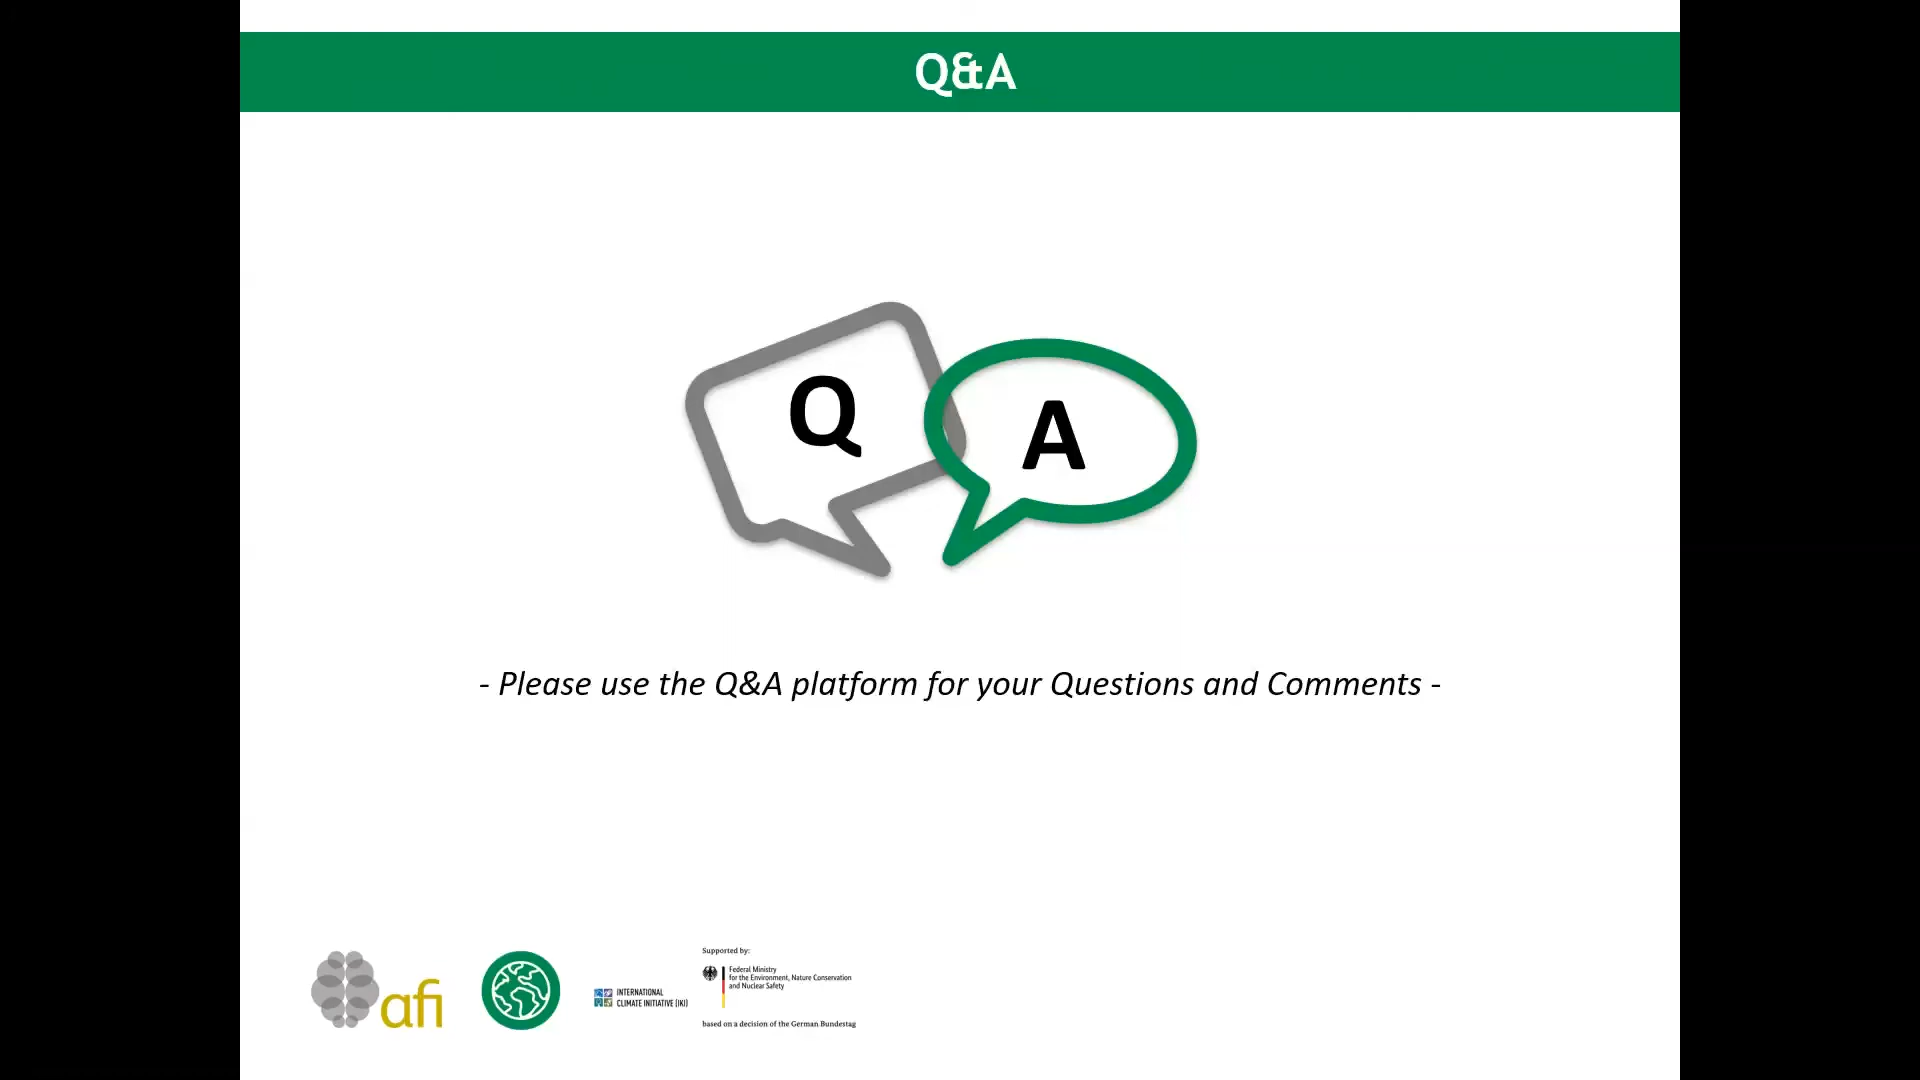 Q&A
Q
A
- Please use the Q&A platform for your Questions and Comments -
afi
INTERNATIONAL
CLIMATE INITIATIVE (IKI)
Supported by:
Federal Ministry
for the Environment, Nature Conservation
and Nuclear Safety
based on a decision of the German Bundestag